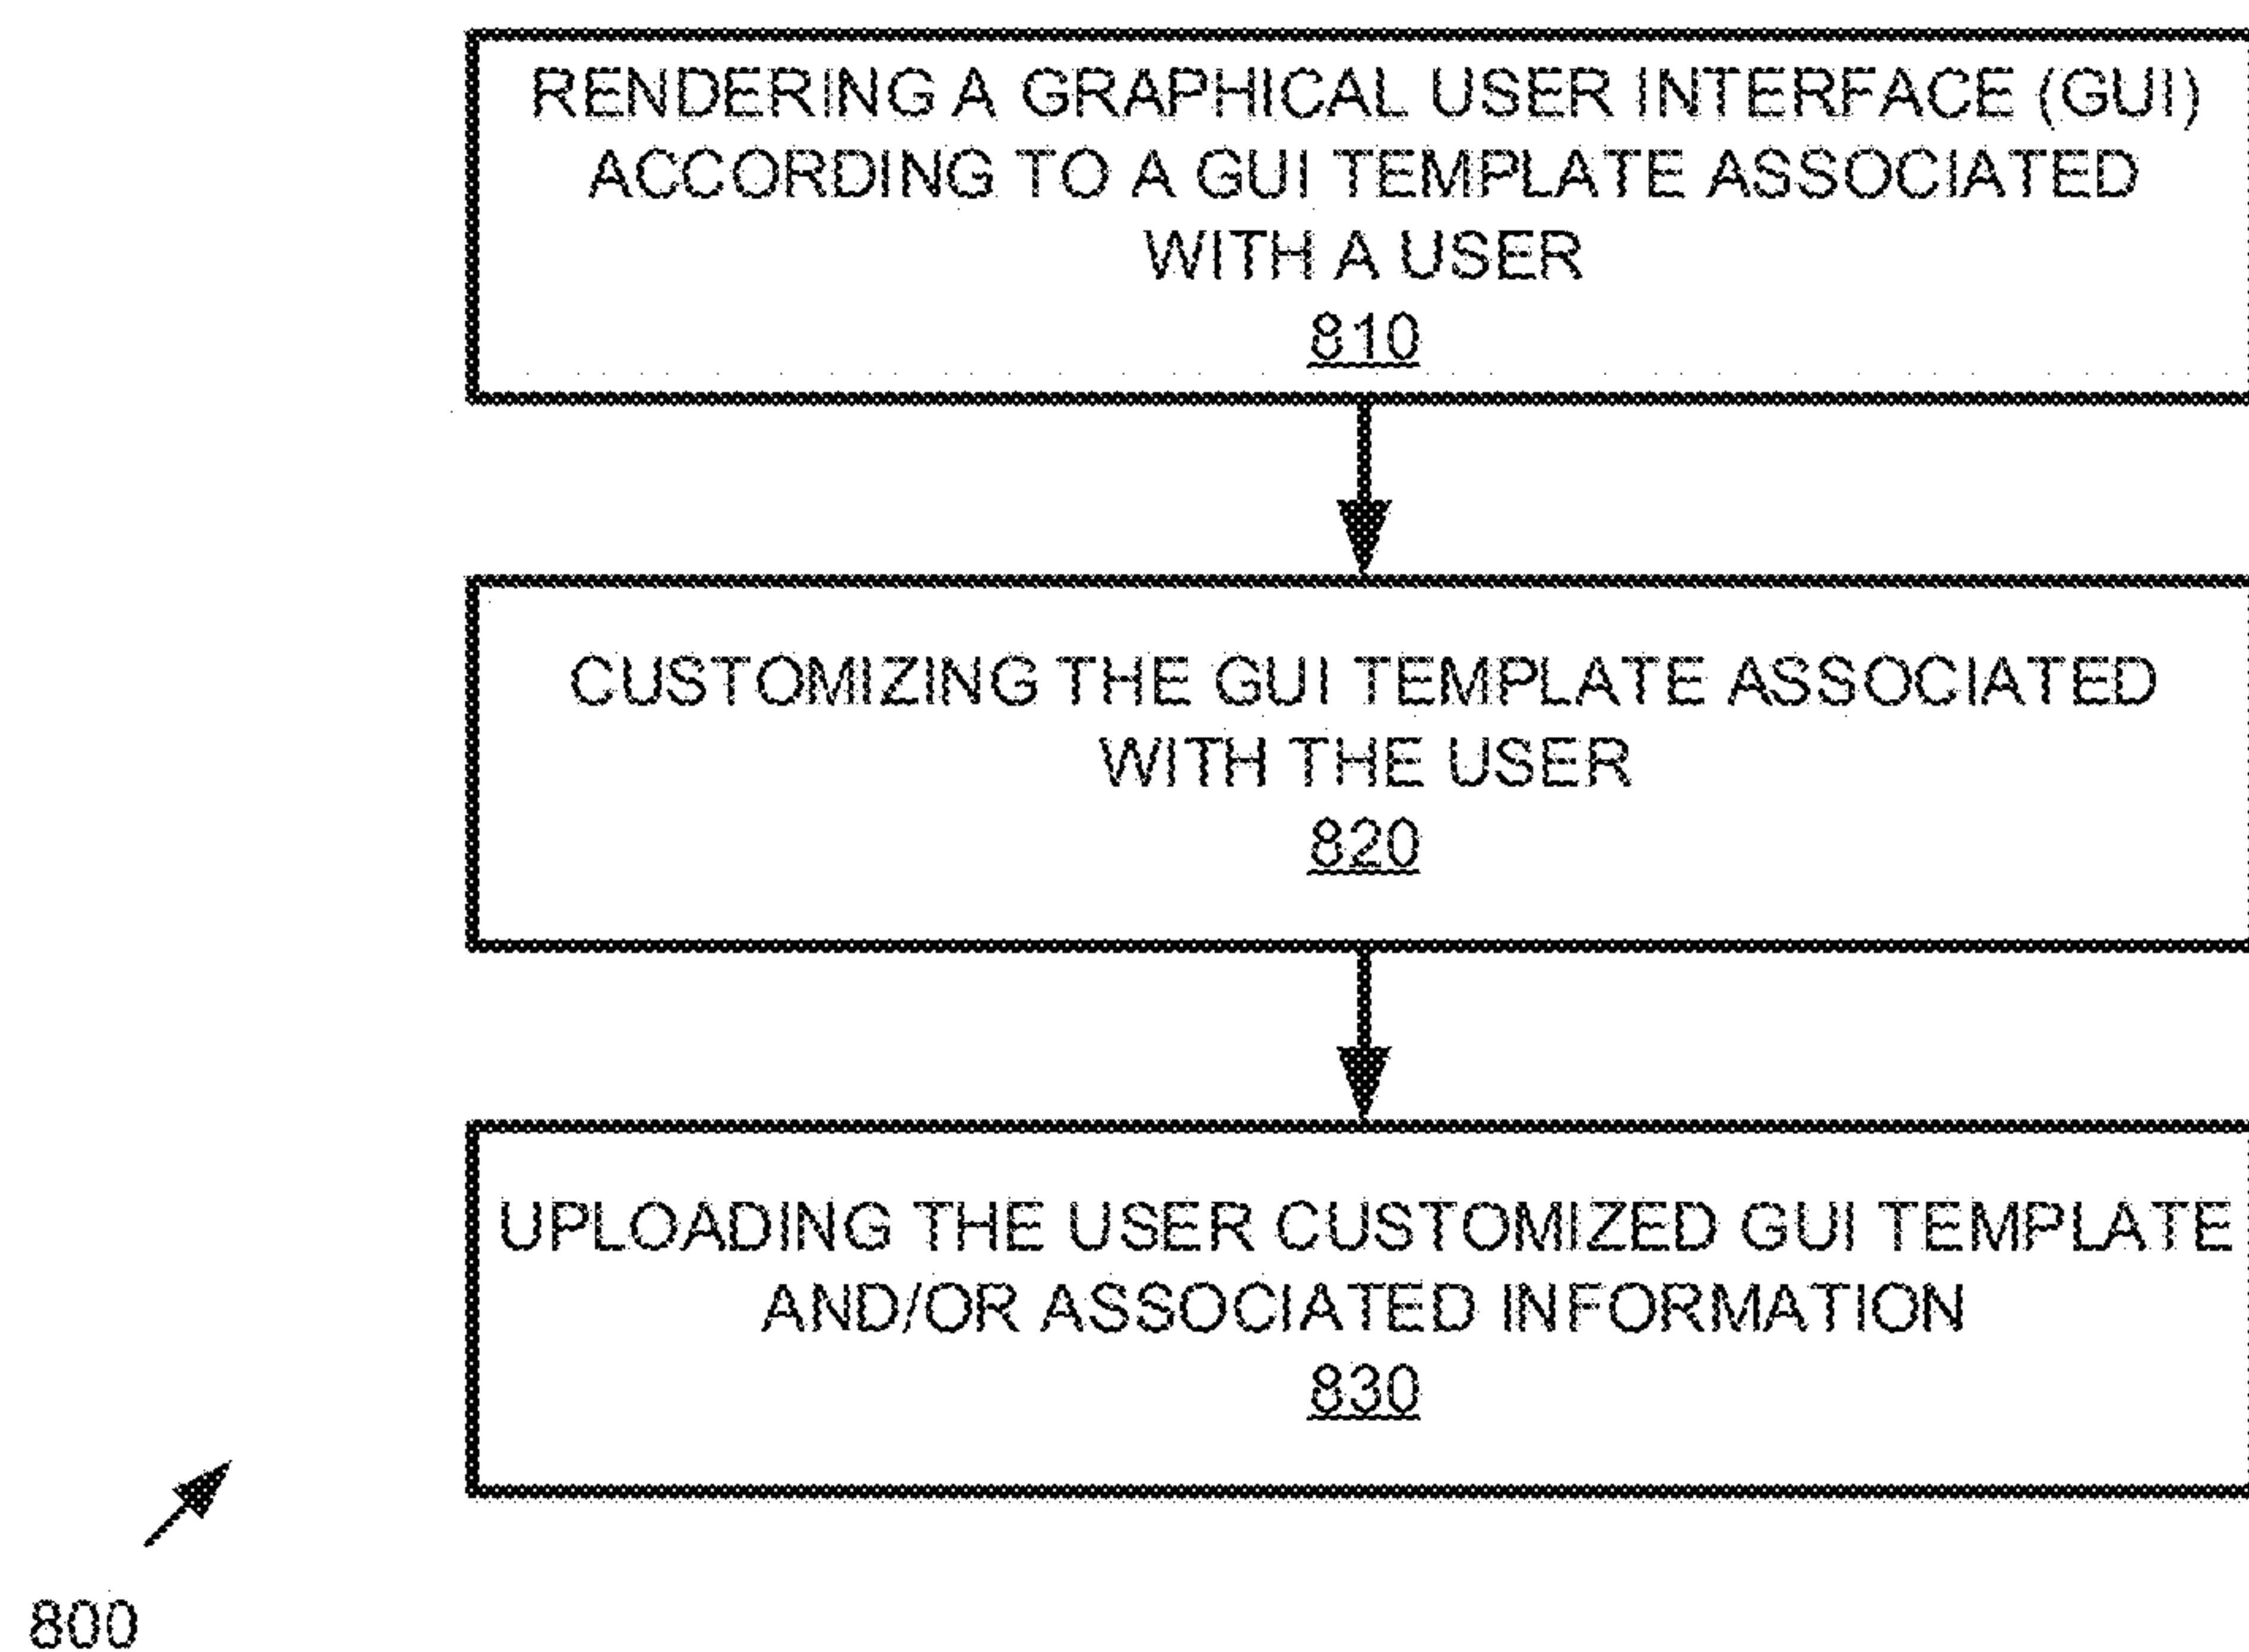 RENDERING A GRAPHICAL USER INTERFACE (GUI)
ACCORDING TO A GUI TEMPLATE ASSOCIATED
WITH A USER
810
CUSTOMIZING THE GUI TEMPLATE ASSOCIATED
WITH THE USER
820
UPLOADING THE USER CUSTOMIZED GUI TEMPLATE
AND/OR ASSOCIATED INFORMATION
830
800